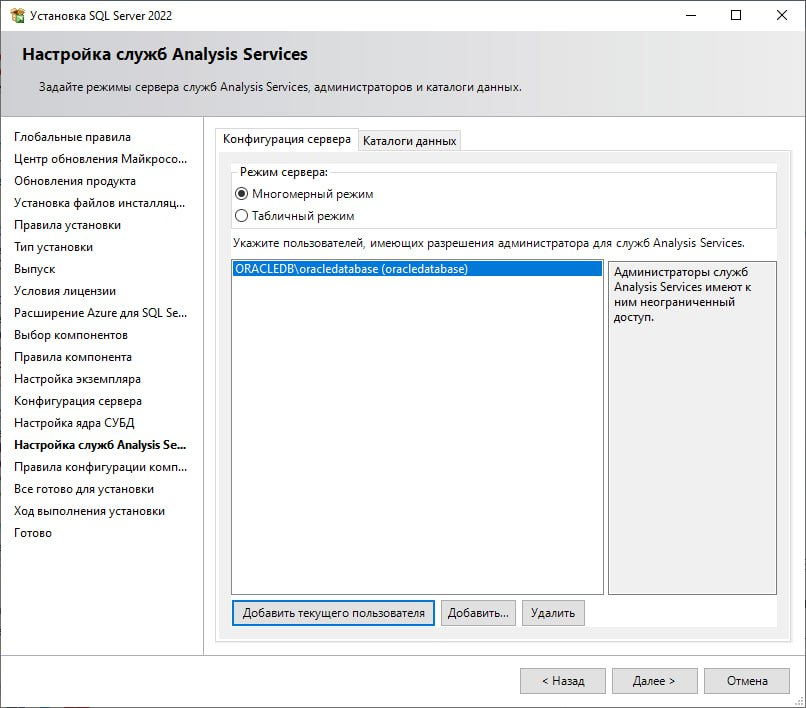 Установка SQL Server 2022
Настройка служб Analysis Services
Задайте режимы сервера служб Analysis Services, администраторов и каталоги данных.
Глобальные правила
Центр обновления Майкросо...
Обновления продукта
Установка файлов инсталляц...
Правила установки
Тип установки
Выпуск
Условия лицензии
Расширение Azure для SQL Se...
Выбор компонентов
Правила компонента
Настройка экземпляра
Конфигурация сервера
Настройка ядра СУБД
Настройка служб Analysis Se...
Правила конфигурации комп...
Все готово для установки
Ход выполнения установки
Готово
Конфигурация сервера
Каталоги данных
Режим сервера:
Многомерный режим
Табличный режим
Укажите пользователей, имеющих разрешения администратора для служб Analysis Services.
ORACLEDB\oracledatabase (oracledatabase)
Администраторы служб
Analysis Services имеют к
ним неограниченный
доступ.
Добавить текущего пользователя
Добавить...
Удалить
< Назад
Далее >
Отмена